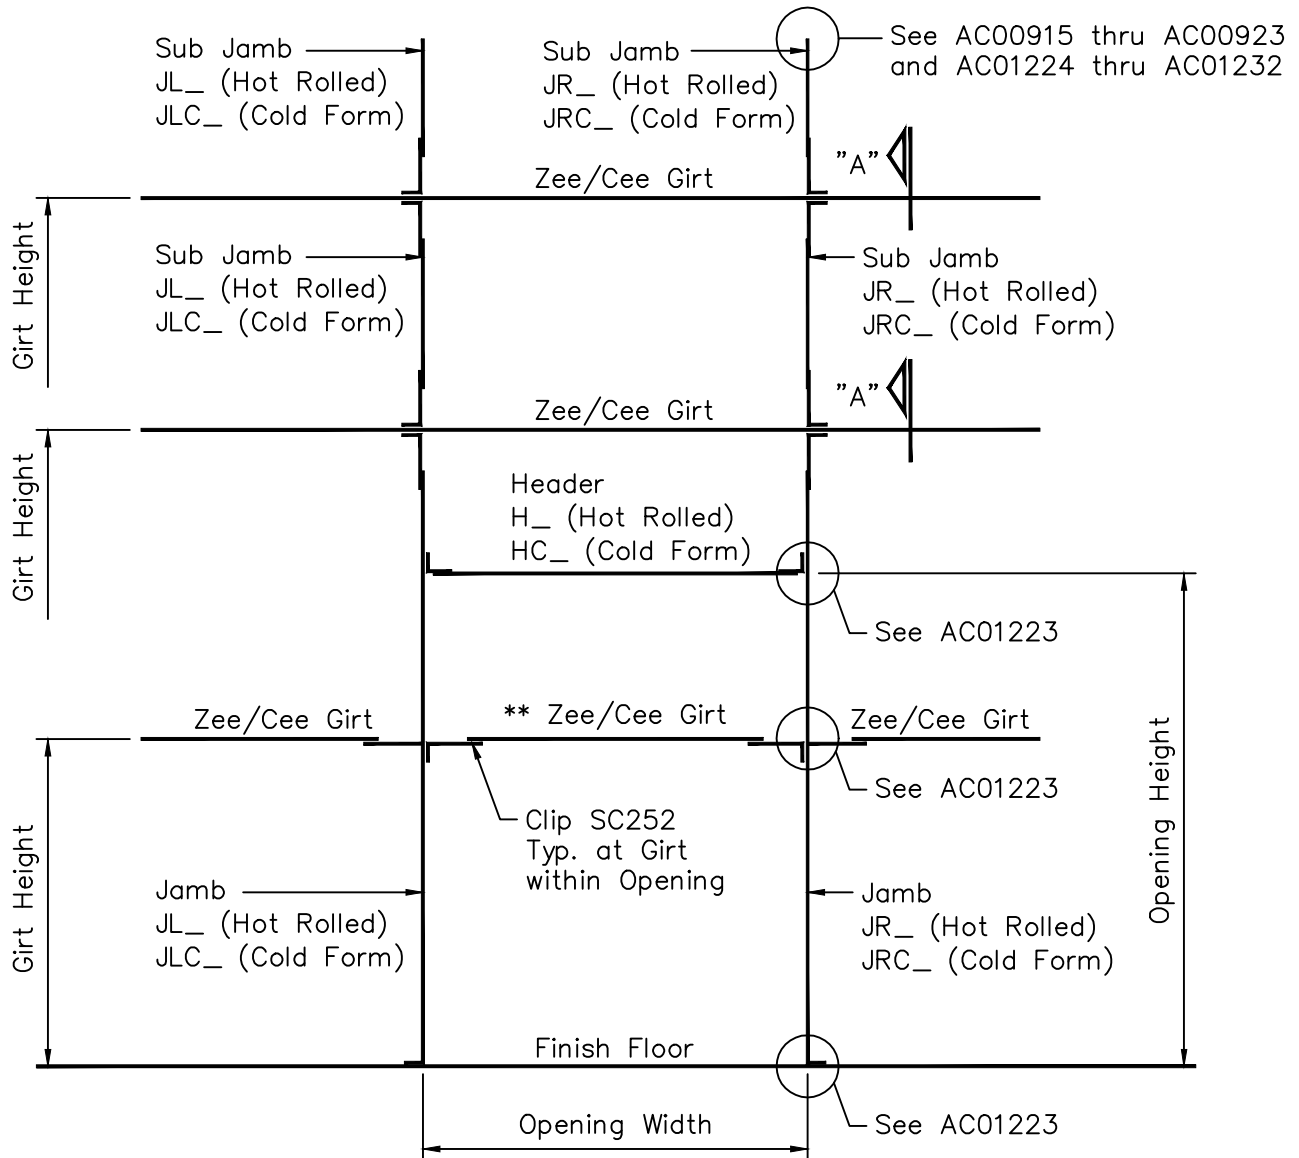 Sub Jamb
JL_ (Hot Rolled)
JLC_ (Cold Form)
Sub Jamb
JR_ (Hot Rolled)
JRC_ (Cold Form)
See AC00915 thru AC00923
and AC01224 thru AC01232
"A"
Zee/Cee Girt
Girt Height
Sub Jamb
JL_ (Hot Rolled)
JLC_ (Cold Form)
Sub Jamb
JR_ (Hot Rolled)
JRC_ (Cold Form)
"A"
Zee/Cee Girt
Girt Height
Header
H_ (Hot Rolled)
HC_ (Cold Form)
See AC01223
Zee/Cee Girt
** Zee/Cee Girt
Zee/Cee Girt
See AC01223
Opening Height
Clip SC252
Typ. at Girt
within Opening
Girt Height
Jamb
JL_ (Hot Rolled)
JLC_ (Cold Form)
Jamb
JR_ (Hot Rolled)
JRC_ (Cold Form)
Finish Floor
Opening Width
See AC01223